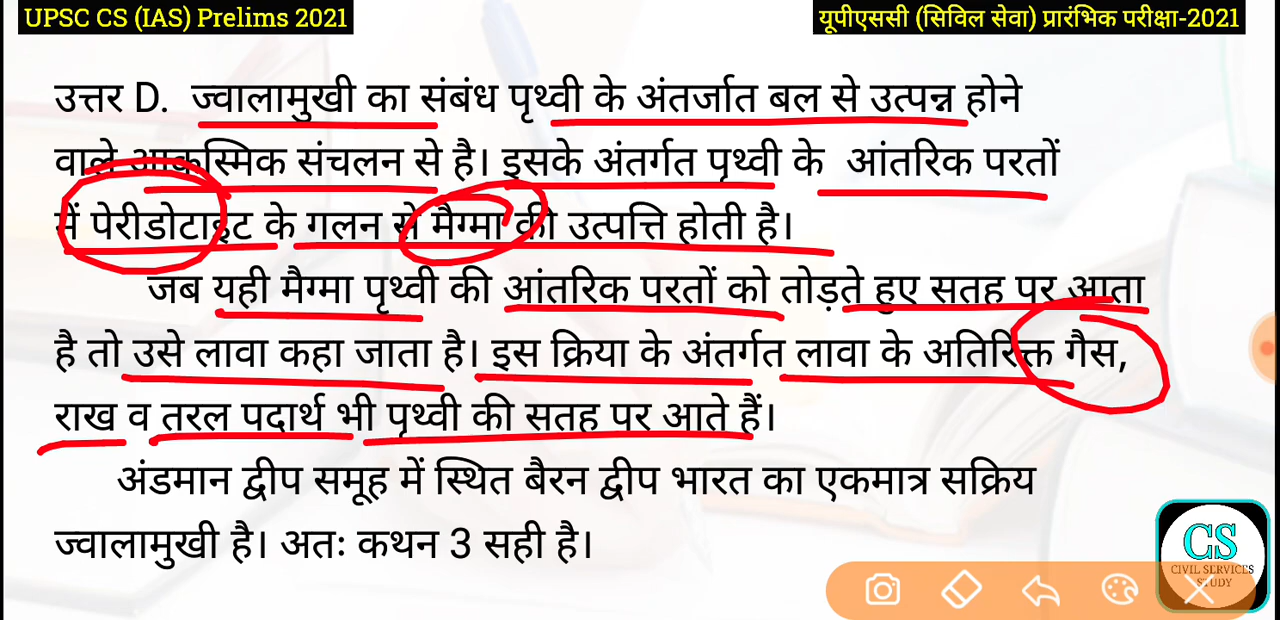 UPSC CS (IAS) Prelims 2021
यूपीएससी (सिविल सेवा) प्रारंभिक परीक्षा-2021
उत्तर D. ज्वालामुखी का संबंध पृथ्वी के अंतर्जात बल से उत्पन्न होने
वाले आकस्मिक संचलन से है। इसके अंतर्गत पृथ्वी के आंतरिक परतों
में पेरीडोटाइट के गलन से मैग्मा की उत्पत्ति होती है।
जब यही मैग्मा पृथ्वी की आंतरिक परतों को तोड़ते हुए सतह पर आता
है तो उसे लावा कहा जाता है। इस क्रिया के अंतर्गत लावा के अतिरिक्त गैस,
राख व तरल पदार्थ भी पृथ्वी की सतह पर आते हैं।
अंडमान द्वीप समूह में स्थित बैरन द्वीप भारत का एकमात्र सक्रिय
ज्वालामुखी है। अतः कथन 3 सही है।
CS
CIVIL SERVICES
STUDY